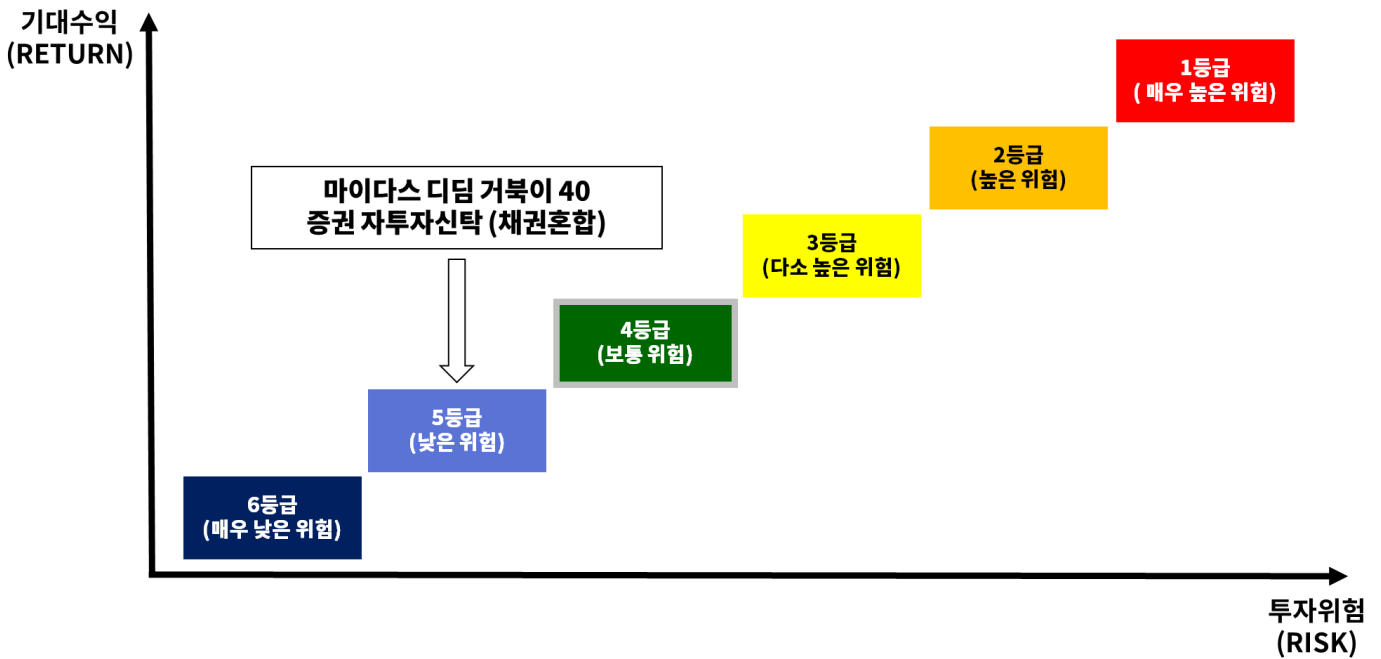 기대수익
(RETURN)
1등급
( 매우 높은 위험)
2등급
(높은 위험)
마이다스 디딤 거북이 40
증권 자투자신탁 (채권혼합)
3등급
(다소 높은 위험)
4등급
(보통 위험)
5등급
(낮은 위험)
6등급
(매우 낮은 위험)
투자위험
(RISK)